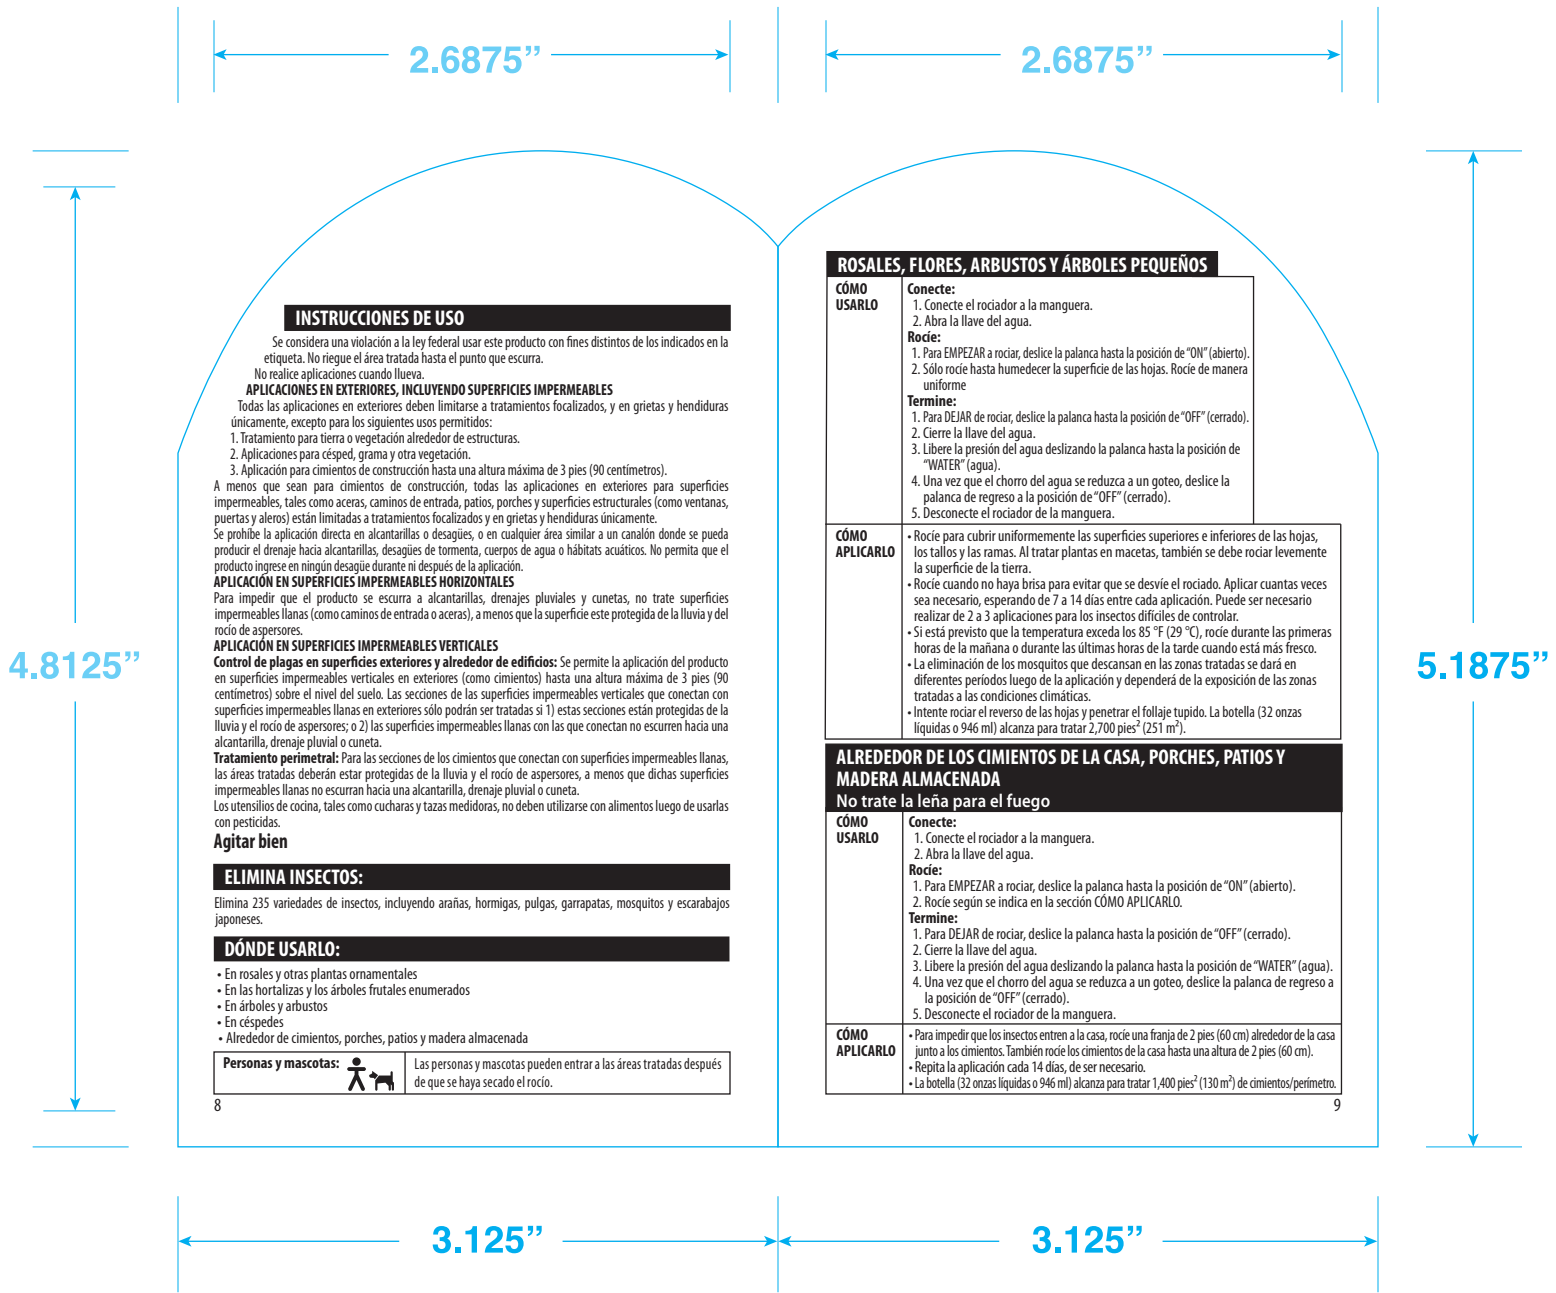 2.6875”
2.6875”
4.8125”
5.1875”
INSTRUCCIONES DE USO
Se considera una violación a la ley federal usar este producto con fines distintos de los indicados en la
etiqueta. No riegue el área tratada hasta el punto que escurra.
No realice aplicaciones cuando llueva.
APLICACIONES EN EXTERIORES, INCLUYENDO SUPERFICIES IMPERMEABLES
Todas las aplicaciones en exteriores deben limitarse a tratamientos focalizados, y en grietas y hendiduras
únicamente, excepto para los siguientes usos permitidos:
1. Tratamiento para tierra o vegetación alrededor de estructuras.
2. Aplicaciones para césped, grama y otra vegetación.
3. Aplicación para cimientos de construcción hasta una altura máxima de 3 pies (90 centímetros).
A menos que sean para cimientos de construcción, todas las aplicaciones en exteriores para superficies
impermeables, tales como aceras, caminos de entrada, patios, porches y superficies estructurales (como ventanas,
puertas y aleros) están limitadas a tratamientos focalizados y en grietas y hendiduras únicamente.
Se prohíbe la aplicación directa en alcantarillas o desagües, o en cualquier área similar a un canalón donde se pueda
producir el drenaje hacia alcantarillas, desagües de tormenta, cuerpos de agua o hábitats acuáticos. No permita que el
producto ingrese en ningún desagüe durante ni después de la aplicación.
APLICACIÓN EN SUPERFICIES IMPERMEABLES HORIZONTALES
Para impedir que el producto se escurra a alcantarillas, drenajes pluviales y cunetas, no trate superficies
impermeables llanas (como caminos de entrada o aceras), a menos que la superficie este protegida de la lluvia y del
rocío de aspersores.
APLICACIÓN EN SUPERFICIES IMPERMEABLES VERTICALES
Control de plagas en superficies exteriores y alrededor de edificios: Se permite la aplicación del producto
en superficies impermeables verticales en exteriores (como cimientos) hasta una altura máxima de 3 pies (90
centímetros) sobre el nivel del suelo. Las secciones de las superficies impermeables verticales que conectan con
superficies impermeables llanas en exteriores sólo podrán ser tratadas si 1) estas secciones están protegidas de la
lluvia y el rocío de aspersores; o 2) las superficies impermeables llanas con las que conectan no escurren hacia una
alcantarilla, drenaje pluvial o cuneta.
Tratamiento perimetral: Para las secciones de los cimientos que conectan con superficies impermeables llanas,
las áreas tratadas deberán estar protegidas de la lluvia y el rocío de aspersores, a menos que dichas superficies
impermeables llanas no escurran hacia una alcantarilla, drenaje pluvial o cuneta.
Los utensilios de cocina, tales como cucharas y tazas medidoras, no deben utilizarse con alimentos luego de usarlas
con pesticidas.
Agitar bien
ELIMINA INSECTOS:
Elimina 235 variedades de insectos, incluyendo arañas, hormigas, pulgas, garrapatas, mosquitos y escarabajos
japoneses.
DÓNDE USARLO:
• En rosales y otras plantas ornamentales
• En las hortalizas y los árboles frutales enumerados
• En árboles y arbustos
• En céspedes
• Alrededor de cimientos, porches, patios y madera almacenada
Personas y mascotas:
Las personas y mascotas pueden entrar a las áreas tratadas después
de que se haya secado el rocío.
8
ROSALES, FLORES, ARBUSTOS Y ÁRBOLES PEQUEÑOS
CÓMO
USARLO
Conecte:
1. Conecte el rociador a la manguera.
2. Abra la llave del agua.
Rocíe:
1. Para EMPEZAR a rociar, deslice la palanca hasta la posición de “ON” (abierto).
2. Sólo rocíe hasta humedecer la superficie de las hojas. Rocíe de manera
uniforme
Termine:
1. Para DEJAR de rociar, deslice la palanca hasta la posición de “OFF” (cerrado).
2. Cierre la llave del agua.
3. Libere la presión del agua deslizando la palanca hasta la posición de
“WATER” (agua).
4. Una vez que el chorro del agua se reduzca a un goteo, deslice la
palanca de regreso a la posición de “OFF” (cerrado).
5. Desconecte el rociador de la manguera.
CÓMO
APLICARLO
• Rocíe para cubrir uniformemente las superficies superiores e inferiores de las hojas,
los tallos y las ramas. Al tratar plantas en macetas, también se debe rociar levemente
la superficie de la tierra.
• Rocíe cuando no haya brisa para evitar que se desvíe el rociado. Aplicar cuantas veces
sea necesario, esperando de 7 a 14 días entre cada aplicación. Puede ser necesario
realizar de 2 a 3 aplicaciones para los insectos difíciles de controlar.
• Si está previsto que la temperatura exceda los 85 °F (29 °C), rocíe durante las primeras
horas de la mañana o durante las últimas horas de la tarde cuando está más fresco.
• La eliminación de los mosquitos que descansan en las zonas tratadas se dará en
diferentes períodos luego de la aplicación y dependerá de la exposición de las zonas
tratadas a las condiciones climáticas.
• Intente rociar el reverso de las hojas y penetrar el follaje tupido. La botella (32 onzas
líquidas o 946 ml) alcanza para tratar 2,700 pies² (251 m²).
ALREDEDOR DE LOS CIMIENTOS DE LA CASA, PORCHES, PATIOS Y
MADERA ALMACENADA
No trate la leña para el fuego
CÓMO
USARLO
Conecte:
1. Conecte el rociador a la manguera.
2. Abra la llave del agua.
Rocíe:
1. Para EMPEZAR a rociar, deslice la palanca hasta la posición de “ON” (abierto).
2. Rocíe según se indica en la sección CÓMO APLICARLO.
Termine:
1. Para DEJAR de rociar, deslice la palanca hasta la posición de “OFF” (cerrado).
2. Cierre la llave del agua.
3. Libere la presión del agua deslizando la palanca hasta la posición de “WATER” (agua).
4. Una vez que el chorro del agua se reduzca a un goteo, deslice la palanca de regreso a
la posición de “OFF” (cerrado).
5. Desconecte el rociador de la manguera.
CÓMO
APLICARLO
• Para impedir que los insectos entren a la casa, rocíe una franja de 2 pies (60 cm) alrededor de la casa
junto a los cimientos. También rocíe los cimientos de la casa hasta una altura de 2 pies (60 cm).
• Repita la aplicación cada 14 días, de ser necesario.
• La botella (32 onzas líquidas o 946 ml) alcanza para tratar 1,400 pies² (130 m²) de cimientos/perímetro.
9
3.125”
3.125”